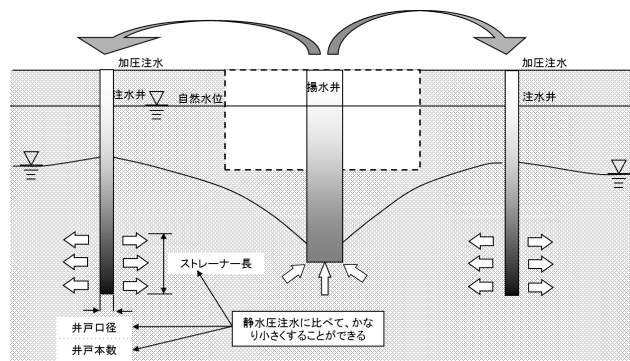 加圧注水
加圧注水
注水井
自然水位
揚水井
注水井
ストレーナー長
井戸口径
井戸本数
静水圧注水に比べて、かな
り小さくすることができる